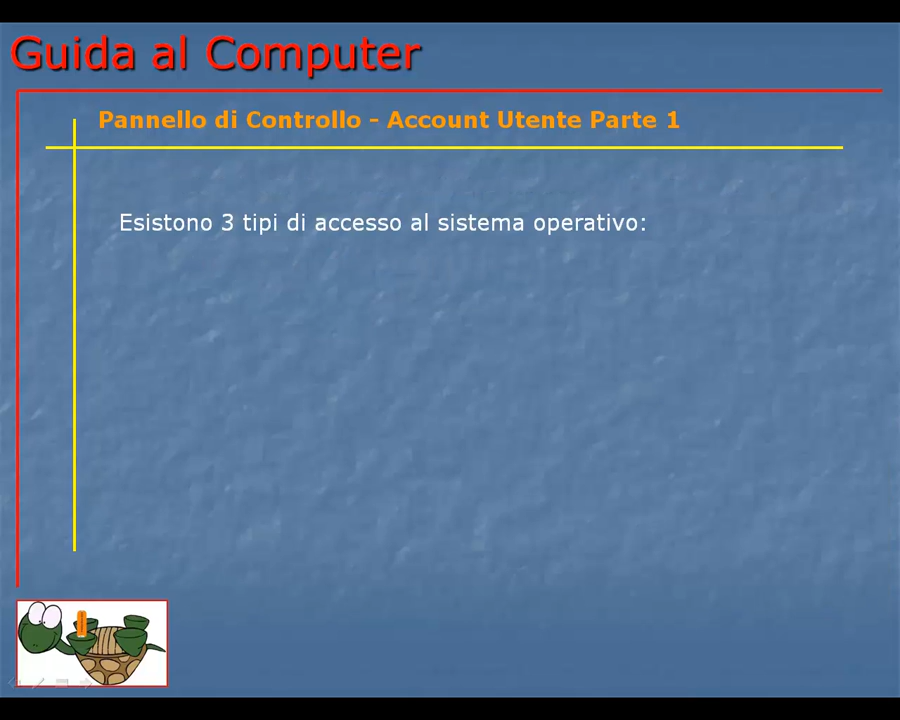 Guida al Computer
Pannello di Controllo - Account Utente Parte 1
Esistono 3 tipi di accesso al sistema operativo: